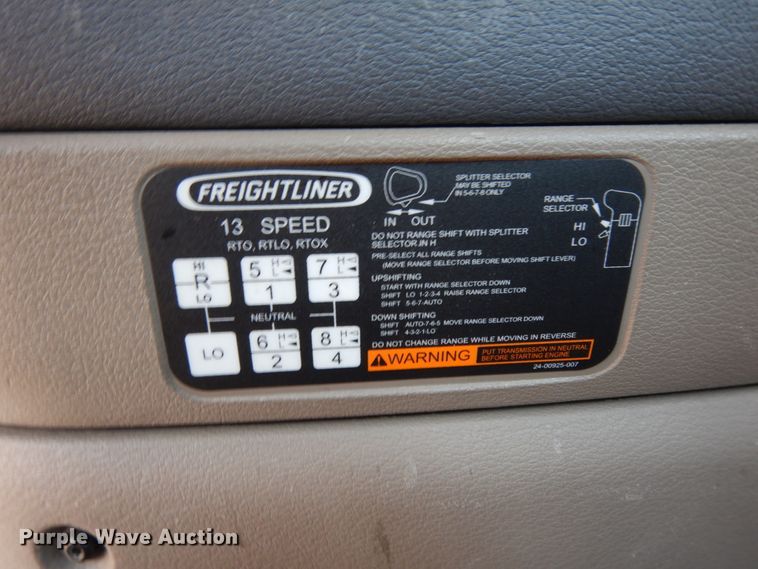 FREIGHTLINER
13 SPEED
RTO, RTLO, RTOX
HI
R
LO
5 H L
1
7 H L
3
NEUTRAL
LO
6 H L
2
8 H L
4
SPLITTER SELECTOR
MAY BE SHIFTED
IN 5-6-7-8 ONLY
IN OUT
DO NOT RANGE SHIFT WITH SPLITTER
SELECTOR IN H
PRE-SELECT ALL RANGE SHIFTS
(MOVE RANGE SELECTOR BEFORE MOVING SHIFT LEVER)
RANGE
SELECTOR
HI
LO
UPSHIFTING
START WITH RANGE SELECTOR DOWN
SHIFT LO 1-2-3-4 RAISE RANGE SELECTOR
SHIFT 5-6-7-AUTO
DOWN SHIFTING
SHIFT AUTO-7-6-5 MOVE RANGE SELECTOR DOWN
SHIFT 4-3-2-1-LO
DO NOT CHANGE RANGE WHILE MOVING IN REVERSE
WARNING
PUT TRANSMISSION IN NEUTRAL
BEFORE STARTING ENGINE
24-00925-007
Purple Wave Auction